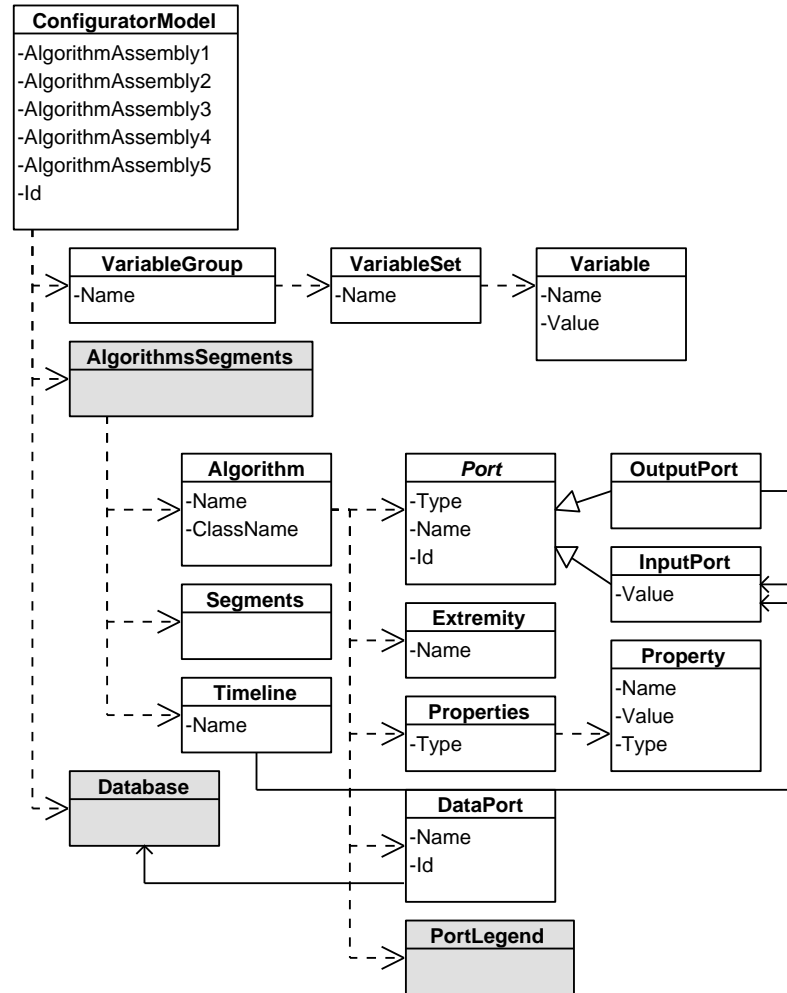 ConfiguratorModel
-AlgorithmAssembly1
-AlgorithmAssembly2
-AlgorithmAssembly3
-AlgorithmAssembly4
-AlgorithmAssembly5
-Id
VariableGroup
-Name
VariableSet
-Name
Variable
-Name
-Value
AlgorithmsSegments
Algorithm
-Name
-ClassName
Port
-Type
-Name
-Id
OutputPort
InputPort
-Value
Segments
Extremity
-Name
Property
-Name
-Value
-Type
Timeline
-Name
Properties
-Type
Database
DataPort
-Name
-Id
PortLegend